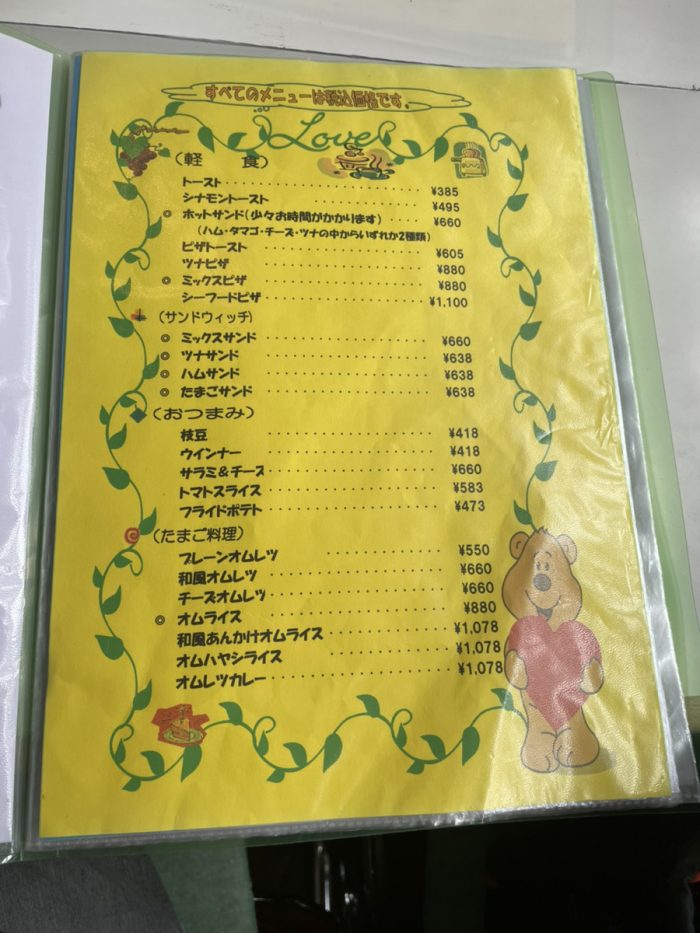 すべてのメニューは税込価格です。
Love
(軽 食)
トースト ¥385
シナモントースト ¥495
◎ ホットサンド(少々お時間がかかります) ¥660
(ハム・タマゴ・チーズ・ツナの中からいずれか2種類)
ピザトースト ¥605
ツナピザ ¥880
◎ ミックスピザ ¥880
シーフードピザ ¥1,100
(サンドウィッチ)
◎ ミックスサンド ¥660
◎ ツナサンド ¥638
◎ ハムサンド ¥638
◎ たまごサンド ¥638
(おつまみ)
枝豆 ¥418
ウインナー ¥418
サラミ&チーズ ¥660
トマトスライス ¥583
フライドポテト ¥473
(たまご料理)
プレーンオムレツ ¥550
和風オムレツ ¥660
チーズオムレツ ¥660
◎ オムライス ¥880
和風あんかけオムライス ¥1,078
オムハヤシライス ¥1,078
オムレツカレー ¥1,078